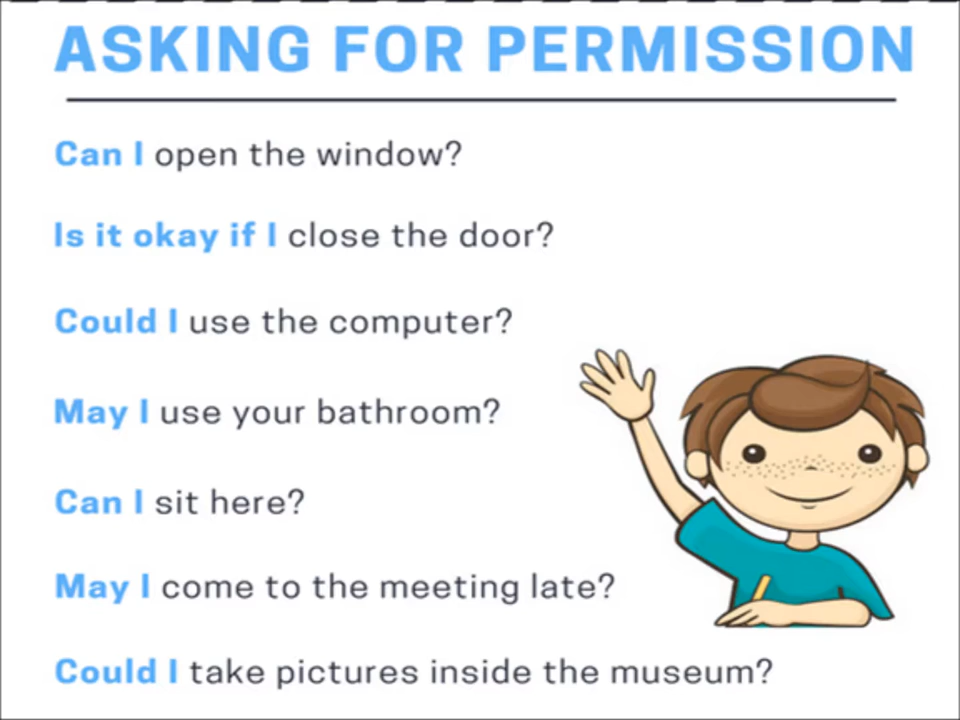 ASKING FOR PERMISSION
Can I open the window?
Is it okay if I close the door?
Could I use the computer?
May I use your bathroom?
Can I sit here?
May I come to the meeting late?
Could I take pictures inside the museum?